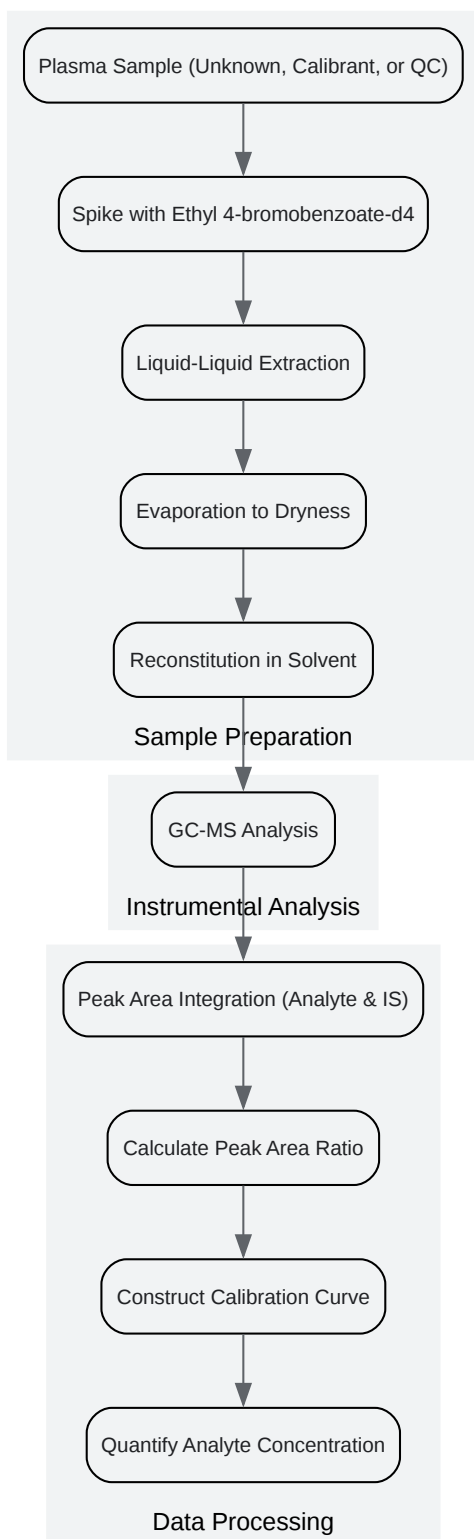 Plasma Sample (Unknown, Calibrant, or QC)
Spike with Ethyl 4-bromobenzoate-d4
Liquid-Liquid Extraction
Evaporation to Dryness
Reconstitution in Solvent
Sample Preparation
GC-MS Analysis
Instrumental Analysis
Peak Area Integration (Analyte & IS)
Calculate Peak Area Ratio
Construct Calibration Curve
Quantify Analyte Concentration
Data Processing